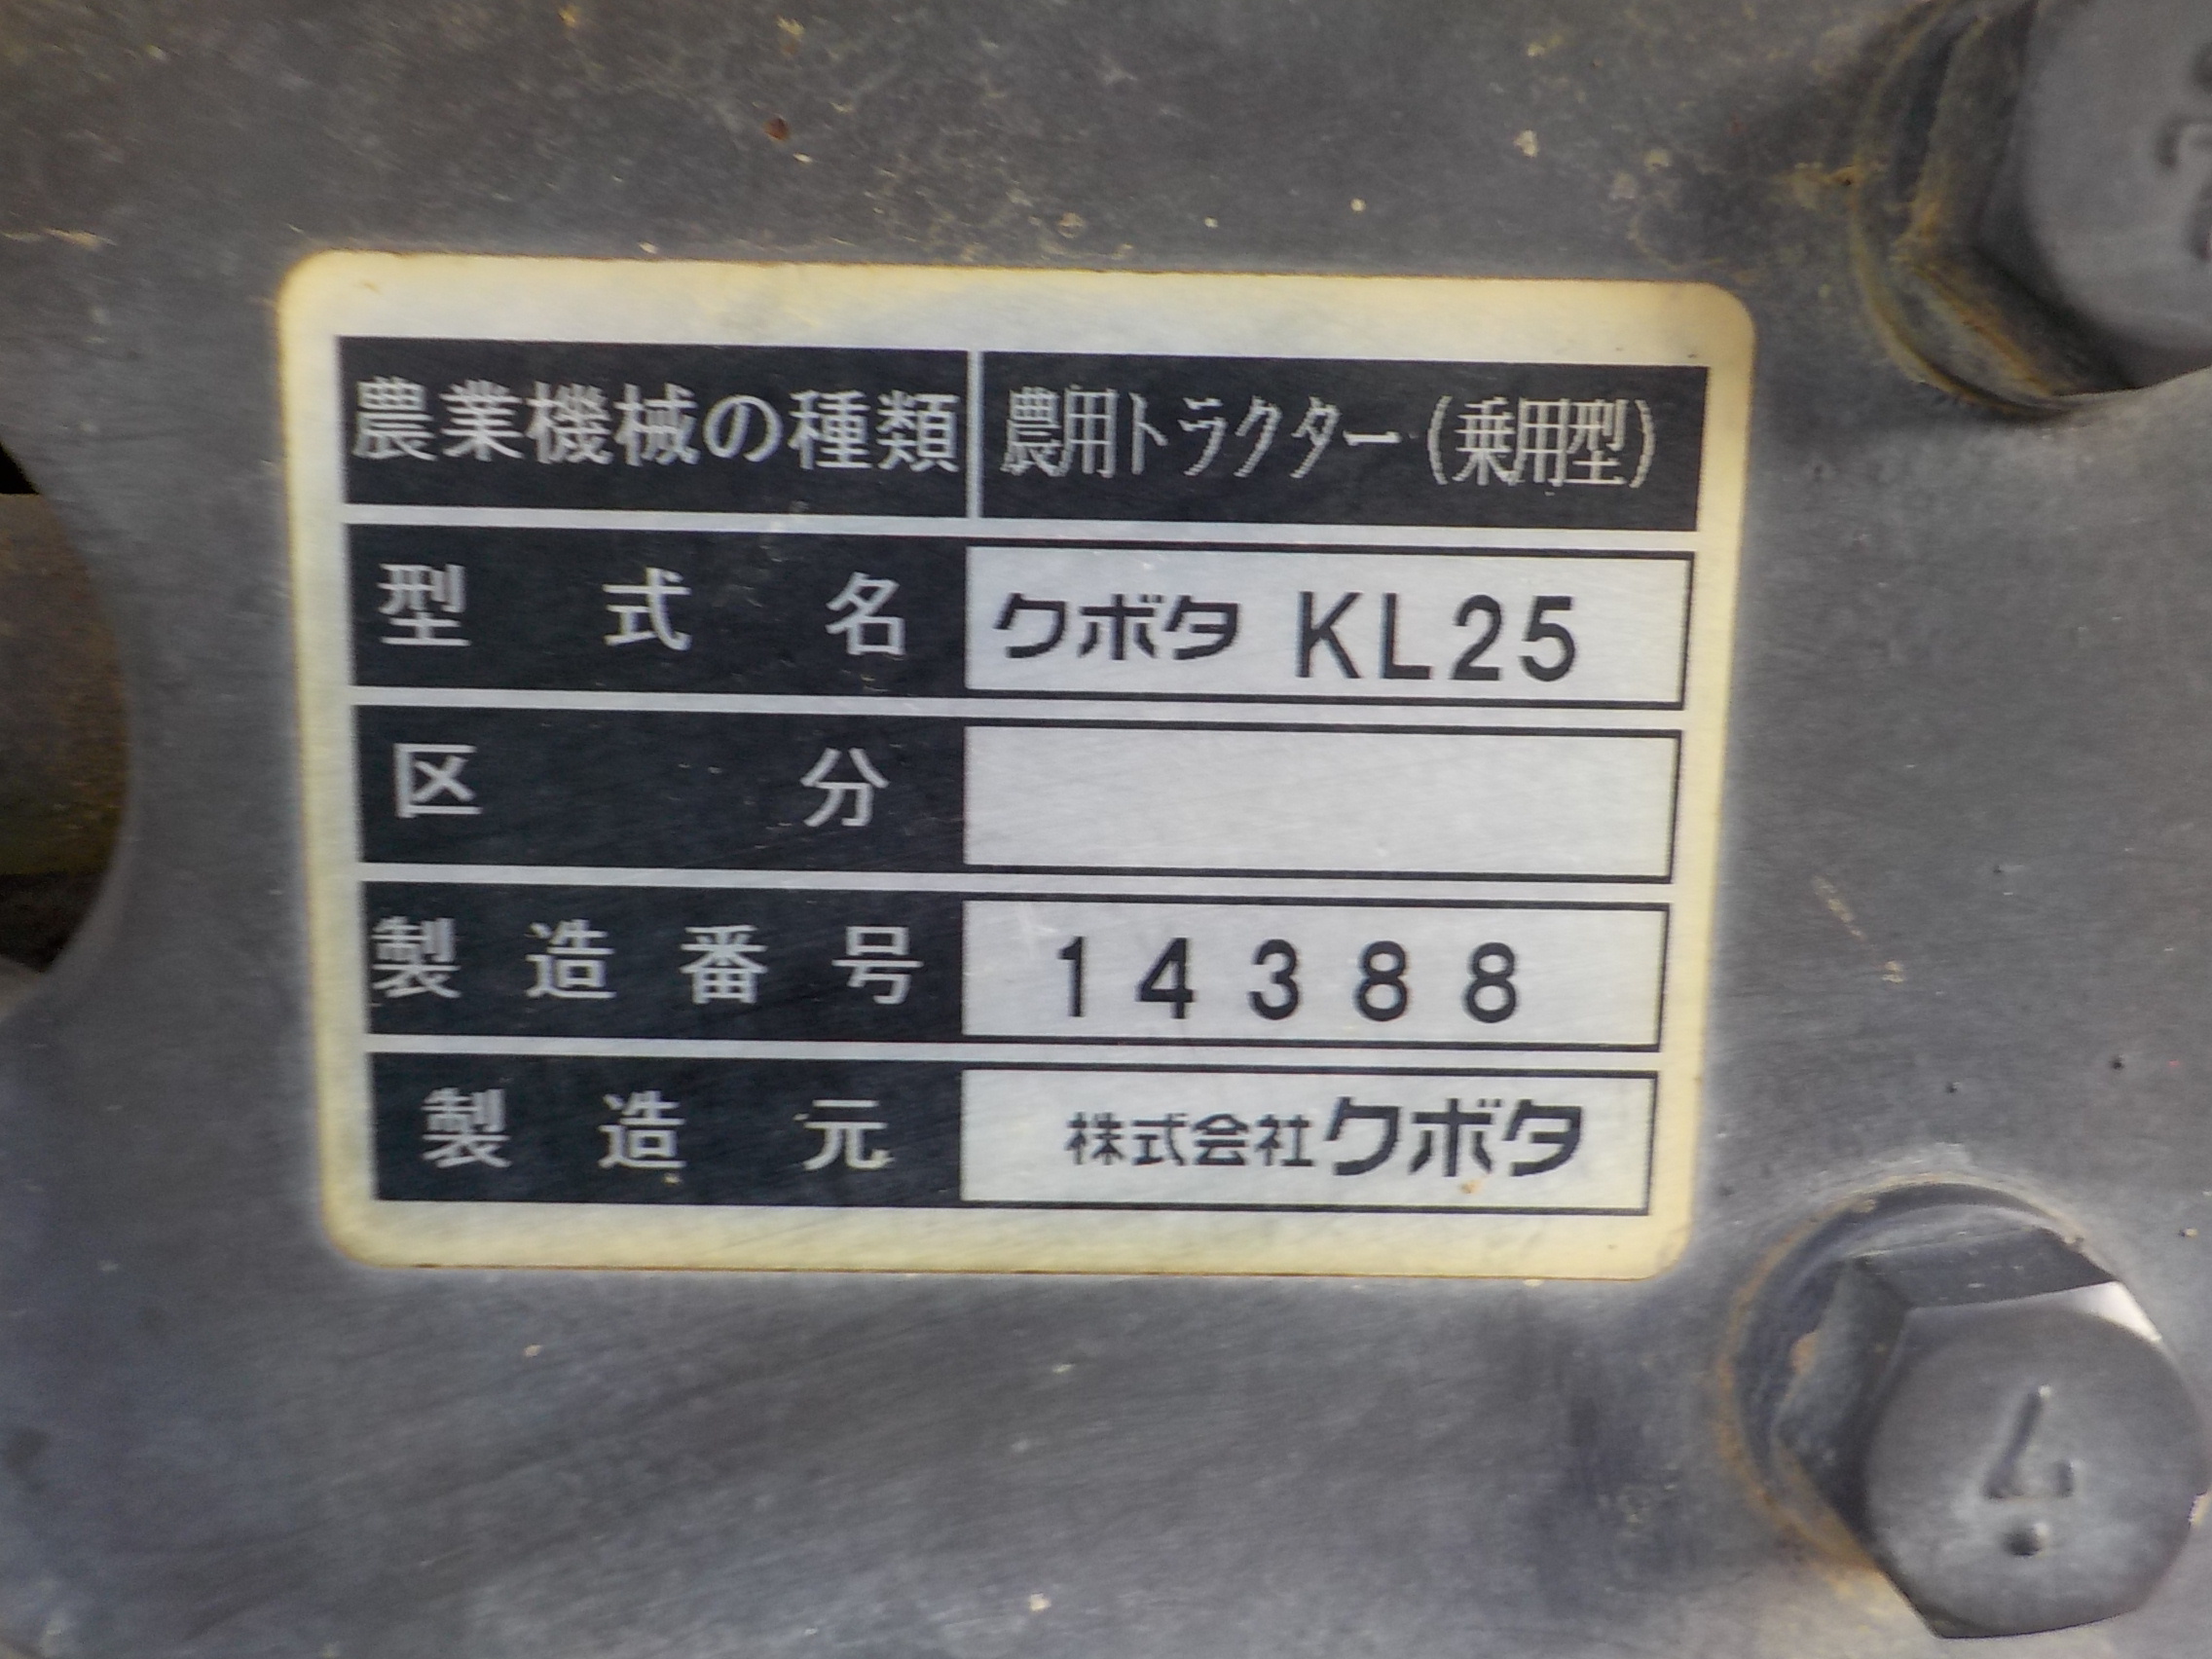 農業機械の種類 農用トラクター(乗用型)
型式名 クボタ KL25
区分
製造番号 14388
製造元 株式会社クボタ
4